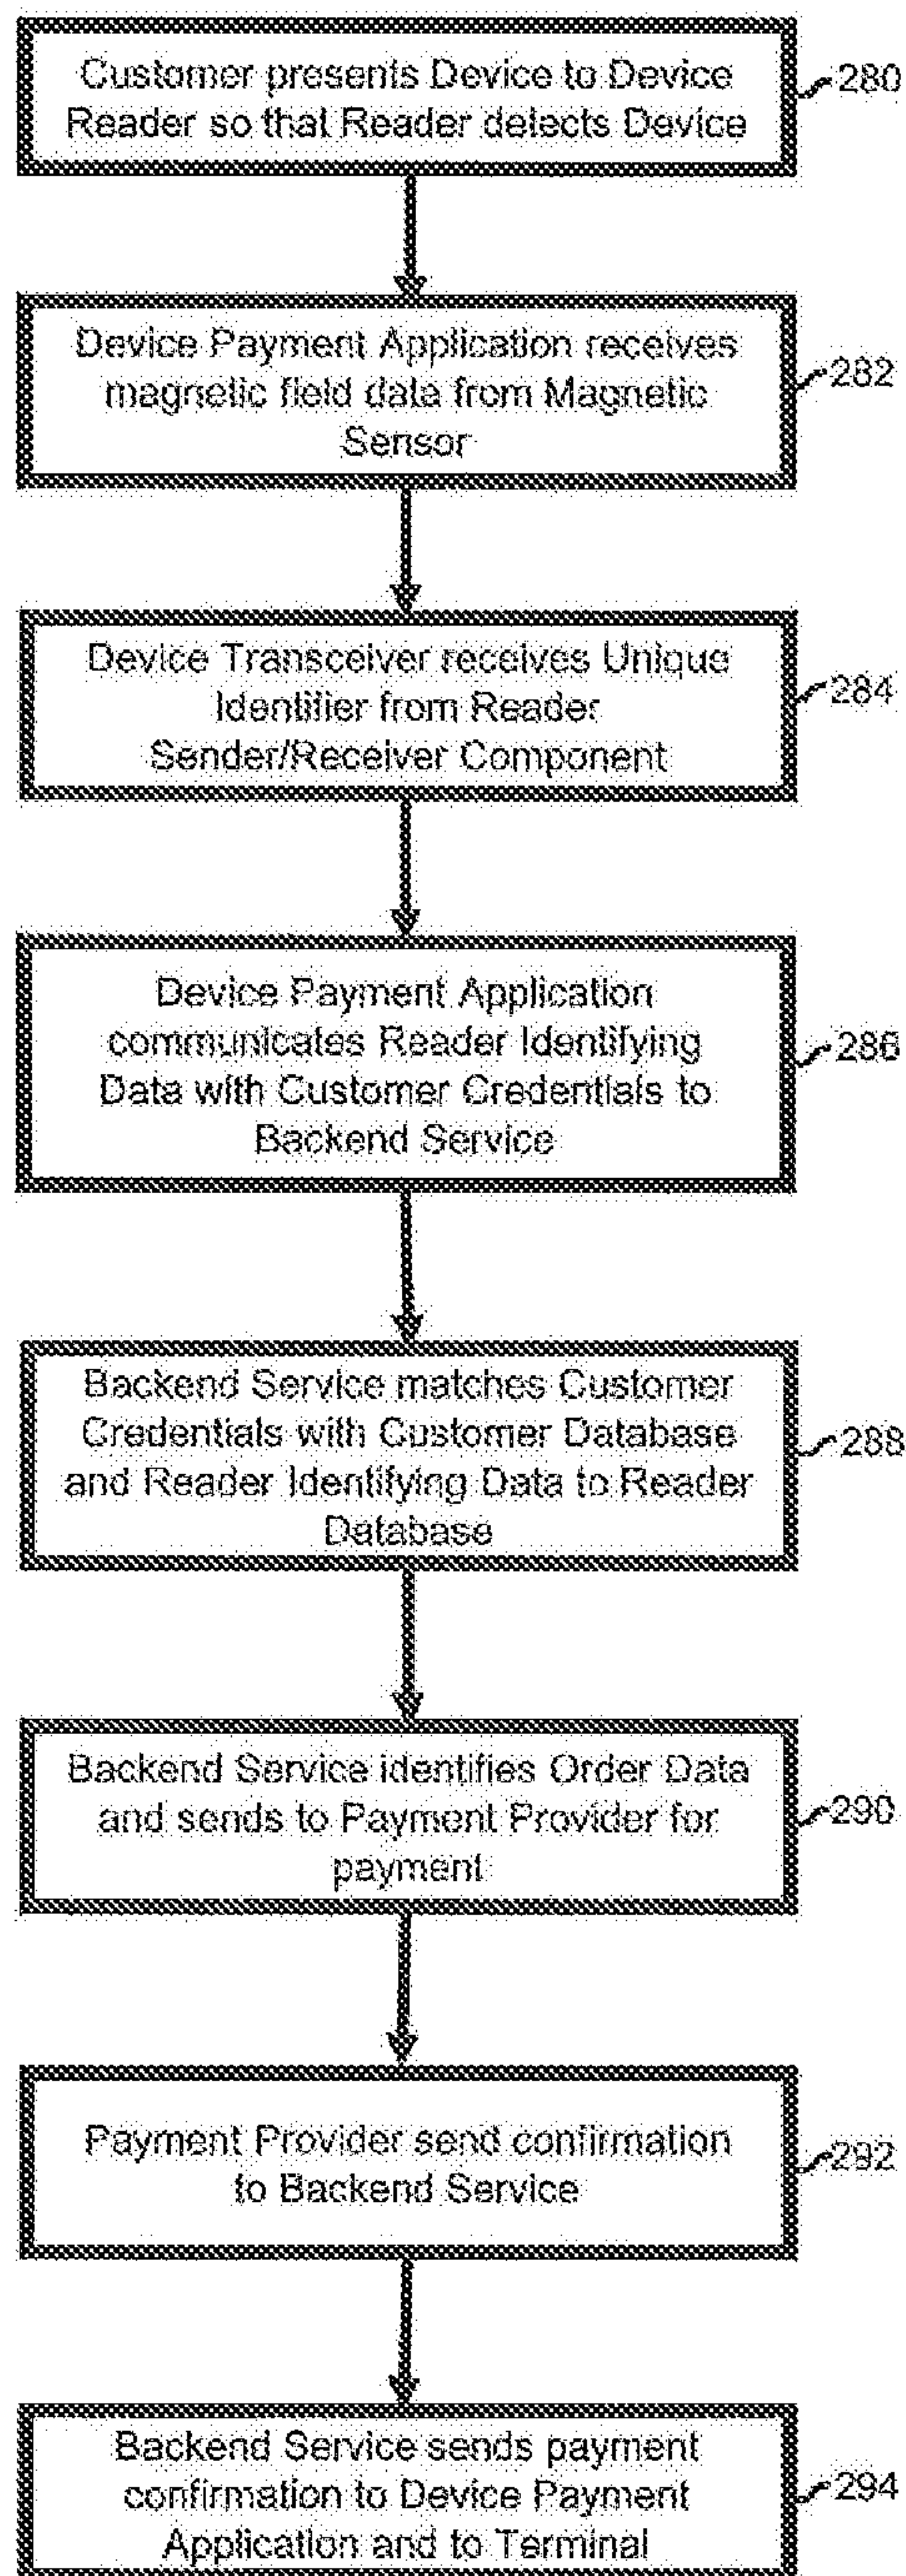 Customer presents Device to Device
Reader so that Reader detects Device
280
Device Payment Application receives
magnetic field data from Magnetic
Sensor
282
Device Transceiver receives Unique
Identifier from Reader
Sender/Receiver Component
284
Device Payment Application
communicates Reader Identifying
Data with Customer Credentials to
Backend Service
286
Backend Service matches Customer
Credentials with Customer Database
and Reader Identifying Data to Reader
Database
288
Backend Service identifies Order Data
and sends to Payment Provider for
payment
290
Payment Provider send confirmation
to Backend Service
292
Backend Service sends payment
confirmation to Device Payment
Application and to Terminal
294